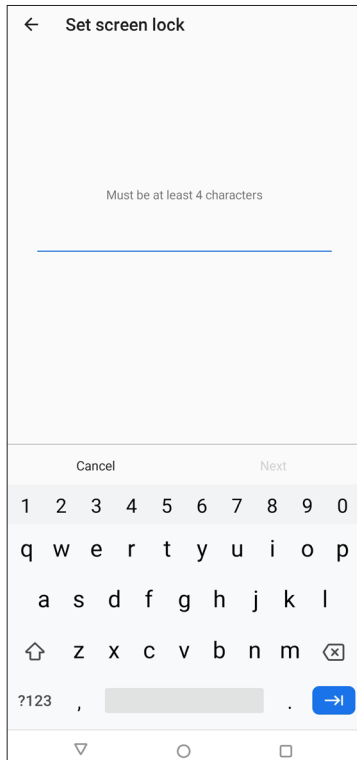 Set screen lock
Must be at least 4 characters
Cancel Next
1 2 3 4 5 6 7 8 9 0
q w e r t y u i o p
a s d f g h j k l
z x c v b n m
?123 , .